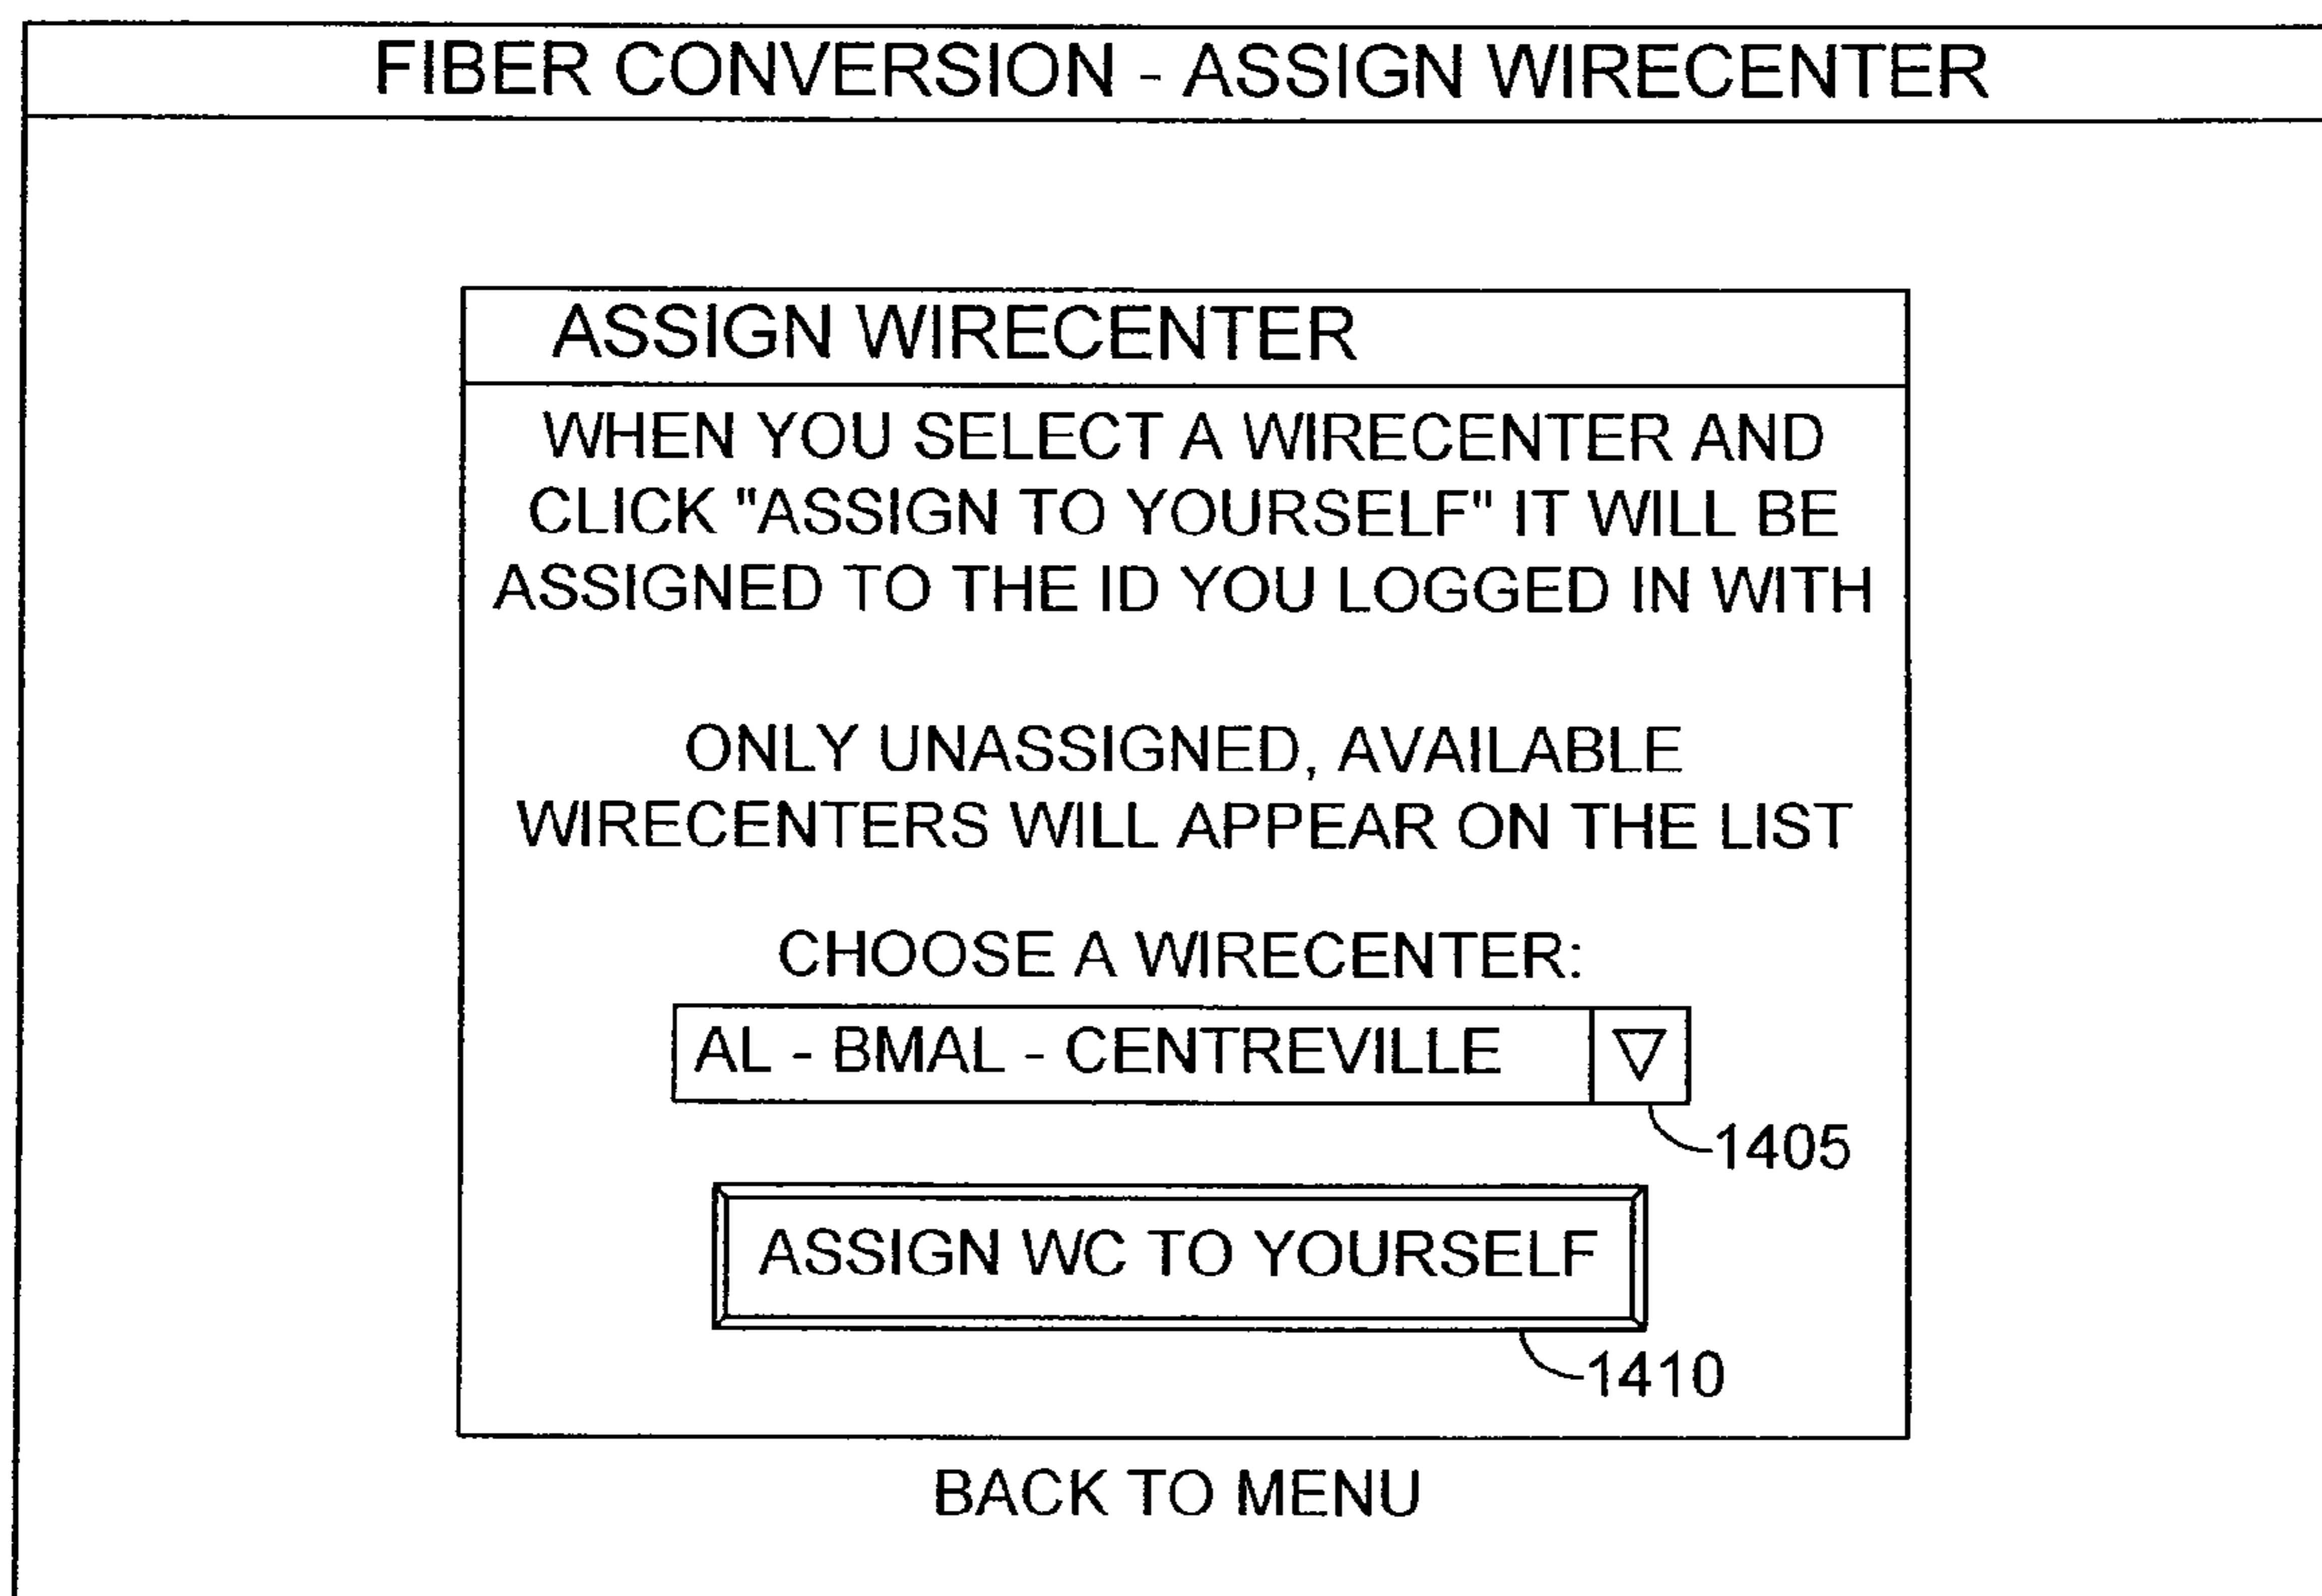 FIBER CONVERSION - ASSIGN WIRECENTER
ASSIGN WIRECENTER
WHEN YOU SELECT A WIRECENTER AND
CLICK "ASSIGN TO YOURSELF" IT WILL BE
ASSIGNED TO THE ID YOU LOGGED IN WITH
ONLY UNASSIGNED, AVAILABLE
WIRECENTERS WILL APPEAR ON THE LIST
CHOOSE A WIRECENTER:
AL - BMAL - CENTREVILLE
1405
ASSIGN WC TO YOURSELF
1410
BACK TO MENU